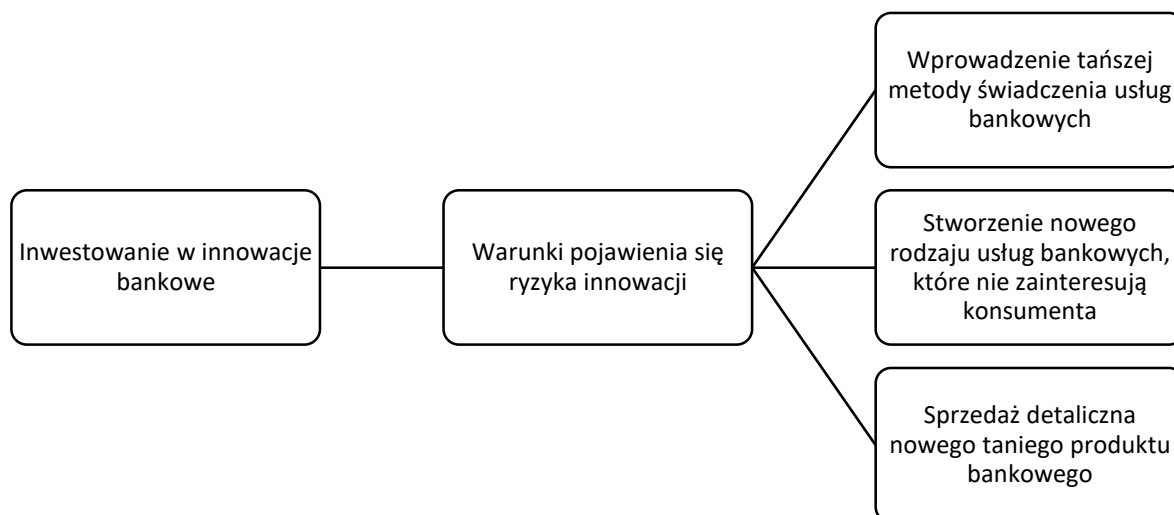 Inwestowanie w innowacje
bankowe
Warunki pojawienia się
ryzyka innowacji
Wprowadzenie tańszej
metody świadczenia usług
bankowych
Stworzenie nowego
rodzaju usług bankowych,
które nie zainteresują
konsumenta
Sprzedaż detaliczna
nowego taniego produktu
bankowego